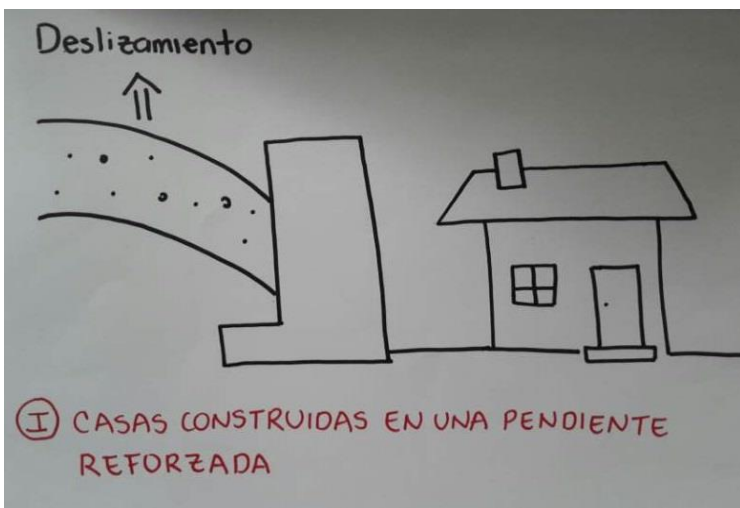 Deslizamiento
I CASAS CONSTRUIDAS EN UNA PENDIENTE
REFORZADA